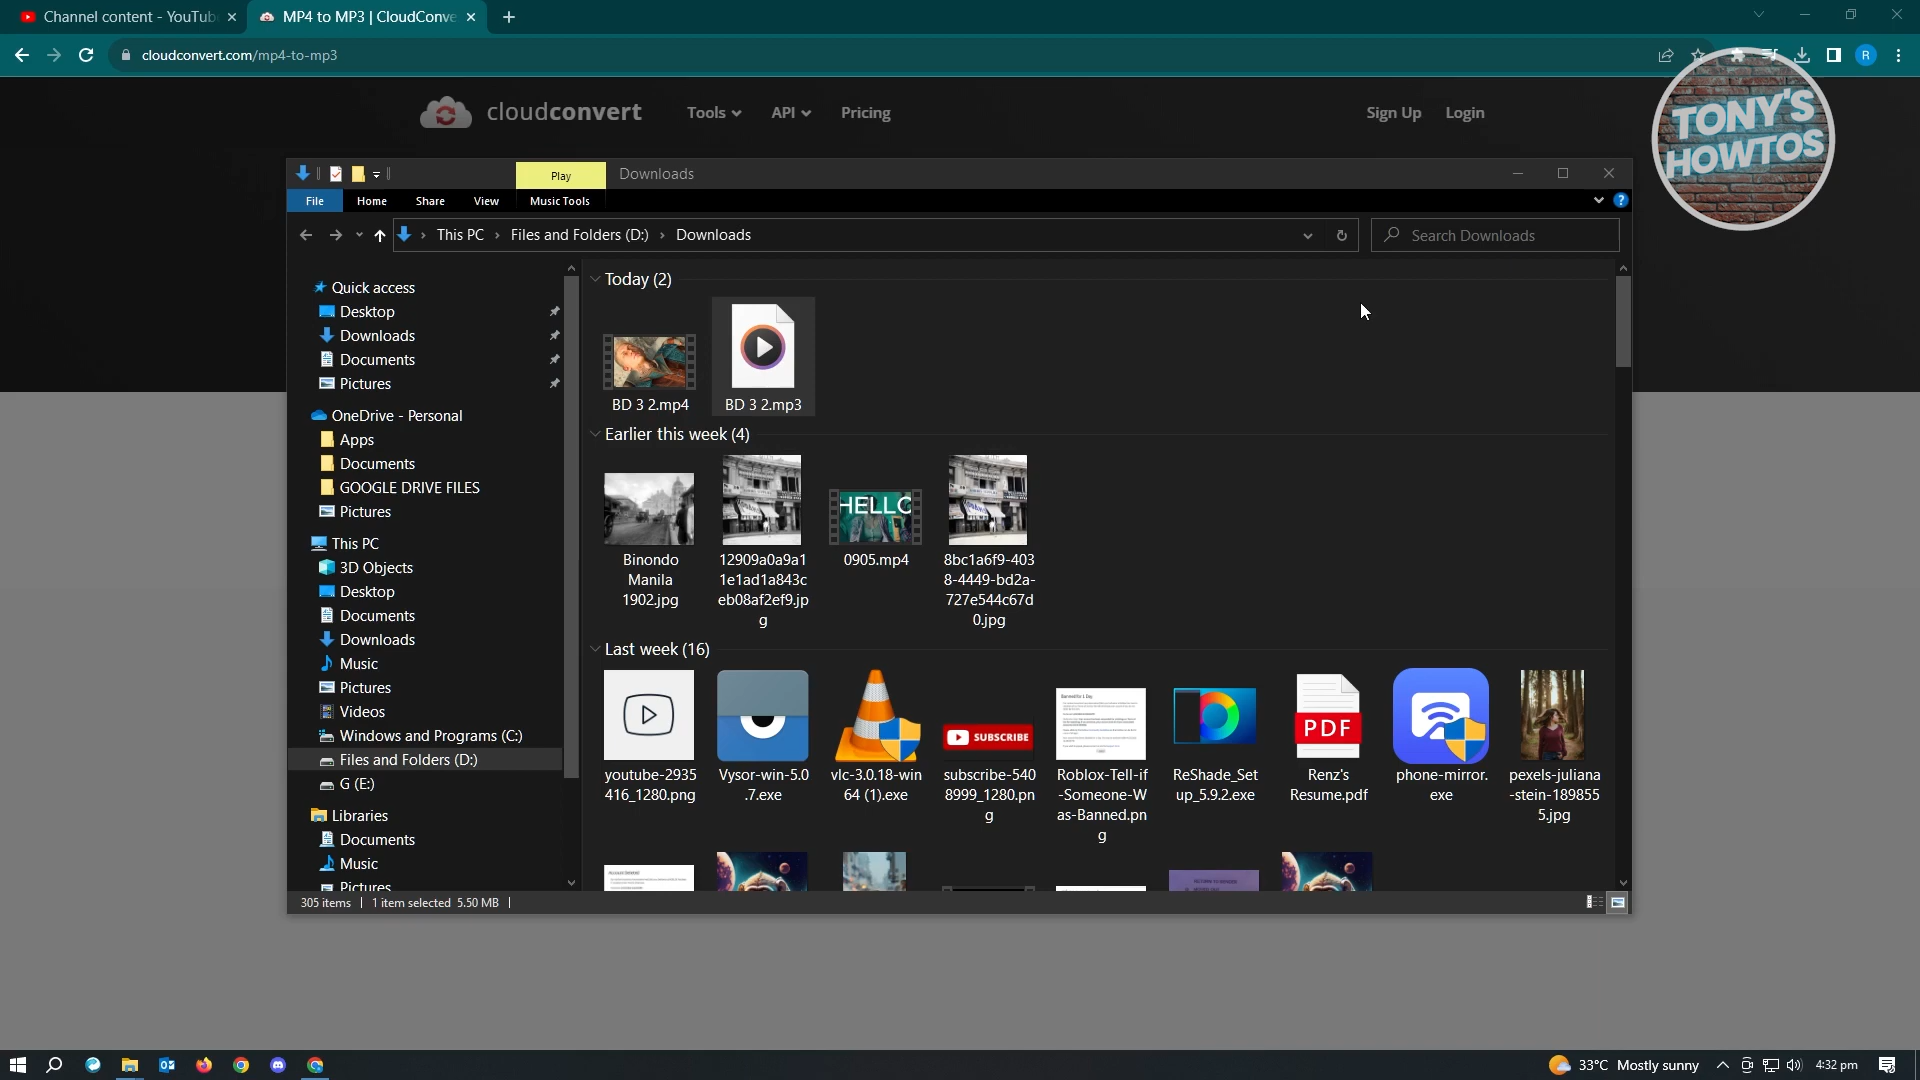 Channel content - YouTub
MP4 to MP3 | CloudConve
cloudconvert.com/mp4-to-mp3
R
TONY'S
HOWTOS
cloudconvert
Tools
API
Pricing
Sign Up
Login
Play
Downloads
File
Home
Share
View
Music Tools
This PC
Files and Folders (D:)
Downloads
Search Downloads
Quick access
Desktop
Downloads
Documents
Pictures
OneDrive - Personal
Apps
Documents
GOOGLE DRIVE FILES
Pictures
This PC
3D Objects
Desktop
Documents
Downloads
Music
Pictures
Videos
Windows and Programs (C:)
Files and Folders (D:)
G (E:)
Libraries
Documents
Music
Pictures
Today (2)
BD 3 2.mp4
BD 3 2.mp3
Earlier this week (4)
Binondo
Manila
1902.jpg
12909a0a9a1
1e1ad1a843c
eb08af2ef9.jp
g
HELLO
0905.mp4
8bc1a6f9-403
8-4449-bd2a-
727e544c67d
0.jpg
Last week (16)
youtube-2935
416_1280.png
Vysor-win-5.0
.7.exe
vlc-3.0.18-win
64 (1).exe
SUBSCRIBE
subscribe-540
8999_1280.pn
g
Roblox-Tell-if
-Someone-W
as-Banned.pn
g
ReShade_Set
up_5.9.2.exe
PDF
Renz's
Resume.pdf
phone-mirror.
exe
pexels-juliana
-stein-189855
5.jpg
305 items
1 item selected 5.50 MB
33°C Mostly sunny
4:32 pm